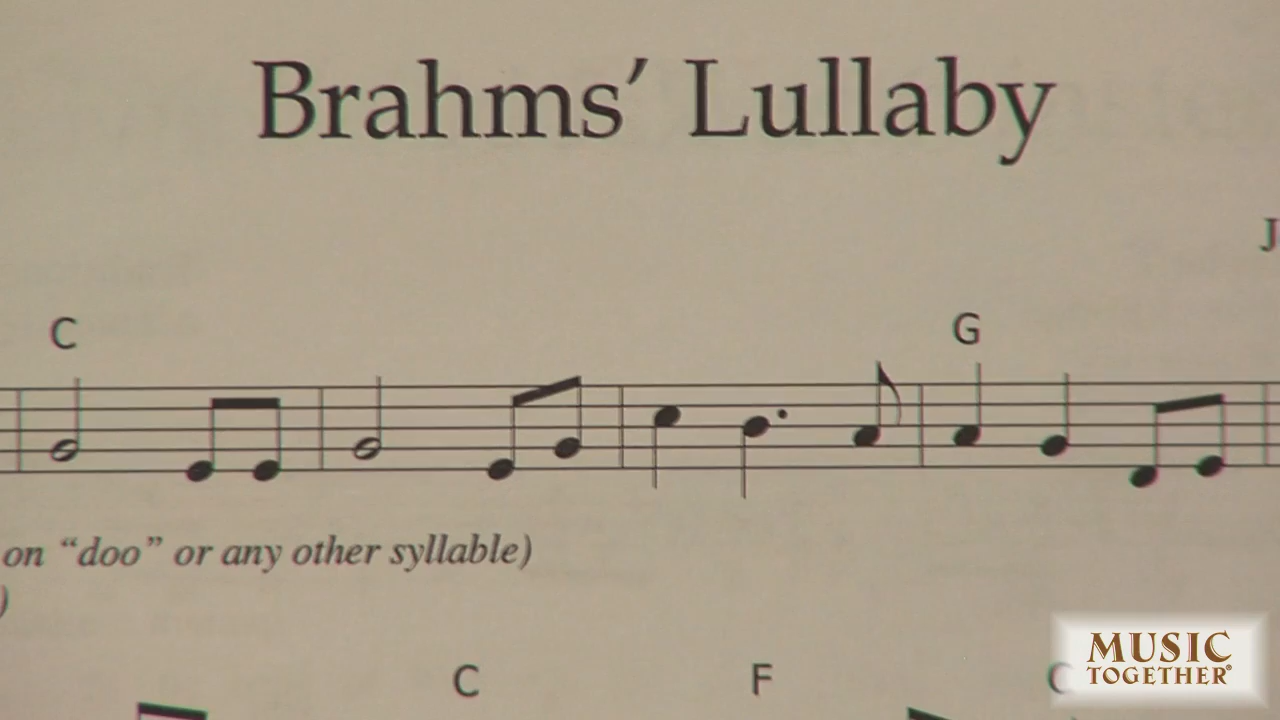 Brahms’ Lullaby
J
C G
on “doo” or any other syllable)
)
C F C
MUSIC
TOGETHER®